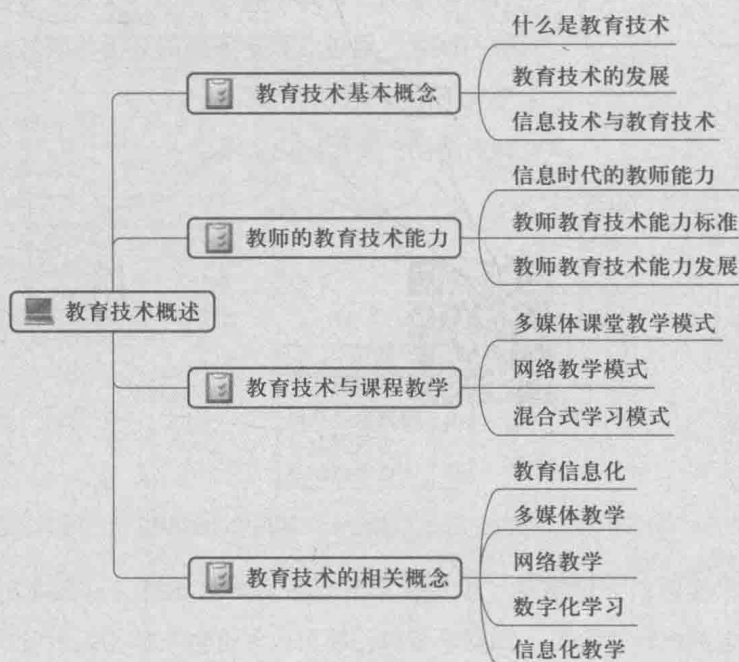 什么是教育技术
教育技术基本概念
教育技术的发展
信息技术与教育技术
信息时代的教师能力
教师的教育技术能力
教师教育技术能力标准
教师教育技术能力发展
教育技术概述
多媒体课堂教学模式
教育技术与课程教学
网络教学模式
混合式学习模式
教育信息化
多媒体教学
教育技术的相关概念
网络教学
数字化学习
信息化教学